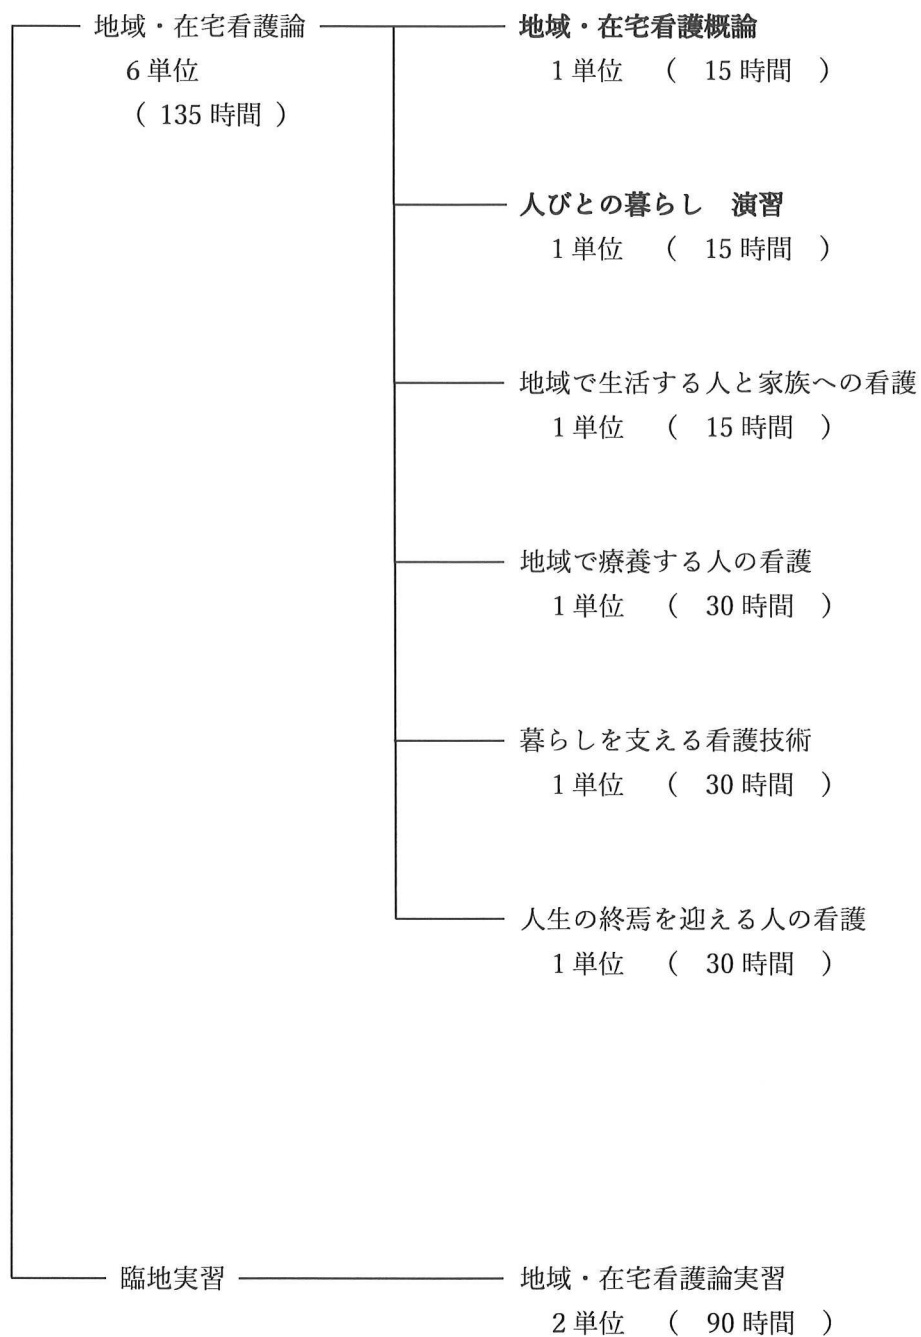 地域・在宅看護論
6単位
（ 135時間 ）
地域・在宅看護概論
1単位 （ 15時間 ）
人びとの暮らし 演習
1単位 （ 15時間 ）
地域で生活する人と家族への看護
1単位 （ 15時間 ）
地域で療養する人の看護
1単位 （ 30時間 ）
暮らしを支える看護技術
1単位 （ 30時間 ）
人生の終焉を迎える人の看護
1単位 （ 30時間 ）
臨地実習
地域・在宅看護論実習
2単位 （ 90時間 ）